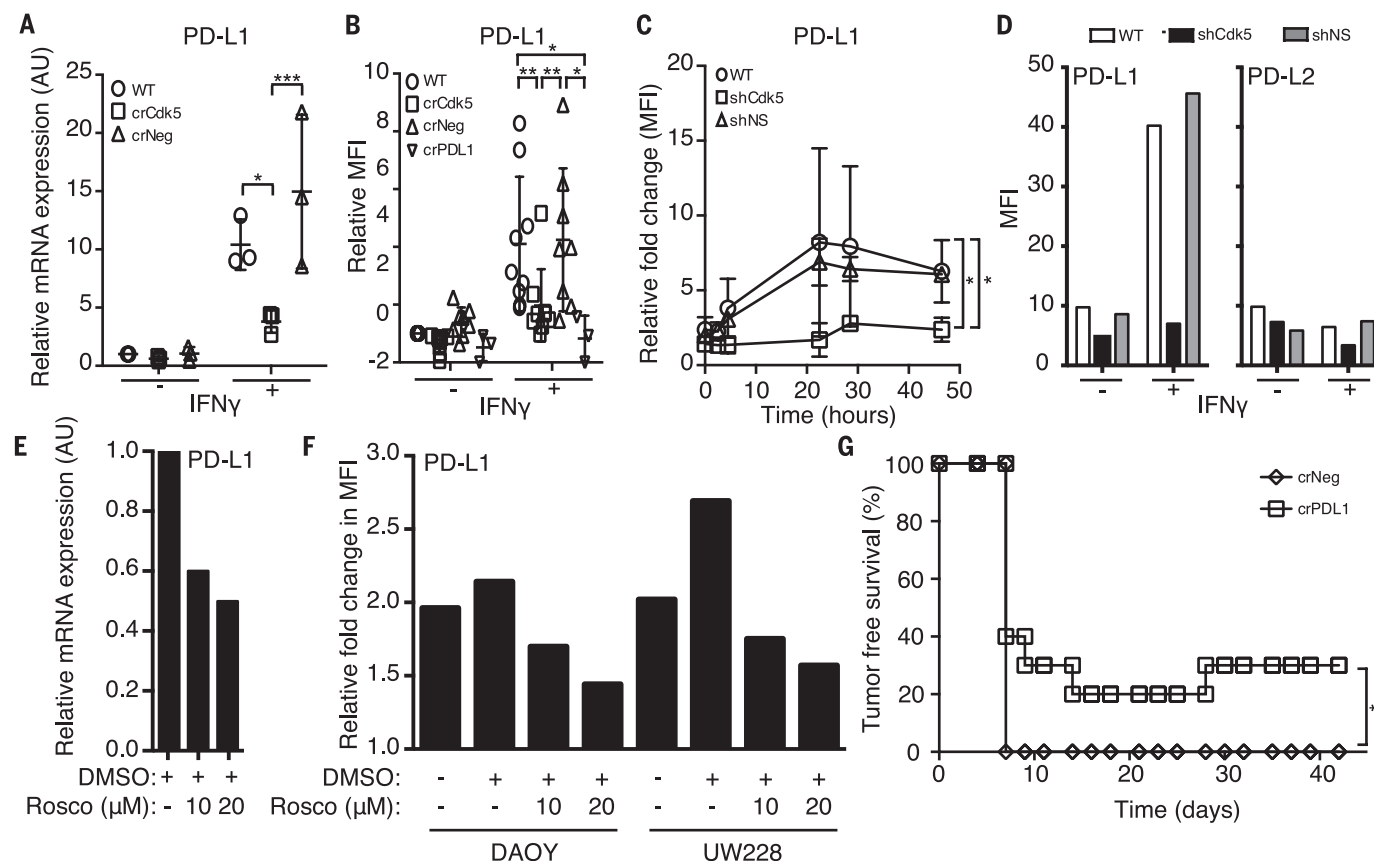 A
PD-L1
Relative mRNA expression (AU)
25
20
15
10
5
0
WT
crCdk5
crNeg
***
*
- +
IFNγ
B
PD-L1
Relative MFI
10
8
6
4
2
0
-2
WT
crCdk5
crNeg
crPDL1
*
** ** *
- +
IFNγ
C
PD-L1
Relative fold change (MFI)
20
15
10
5
0
WT
shCdk5
shNS
* *
0 10 20 30 40 50
Time (hours)
D
WT shCdk5 shNS
PD-L1 PD-L2
MFI
50
40
30
20
10
0
- + - +
IFNγ
E
PD-L1
Relative mRNA expression (AU)
1.0
0.8
0.6
0.4
0.2
0.0
DMSO: + + +
Rosco (μM): - 10 20
F
PD-L1
Relative fold change in MFI
3.0
2.5
2.0
1.5
1.0
DMSO: - + + + - + + +
Rosco (μM): - - 10 20 - - 10 20
DAOY UW228
G
Tumor free survival (%)
100
80
60
40
20
0
crNeg
crPDL1
*
0 10 20 30 40
Time (days)